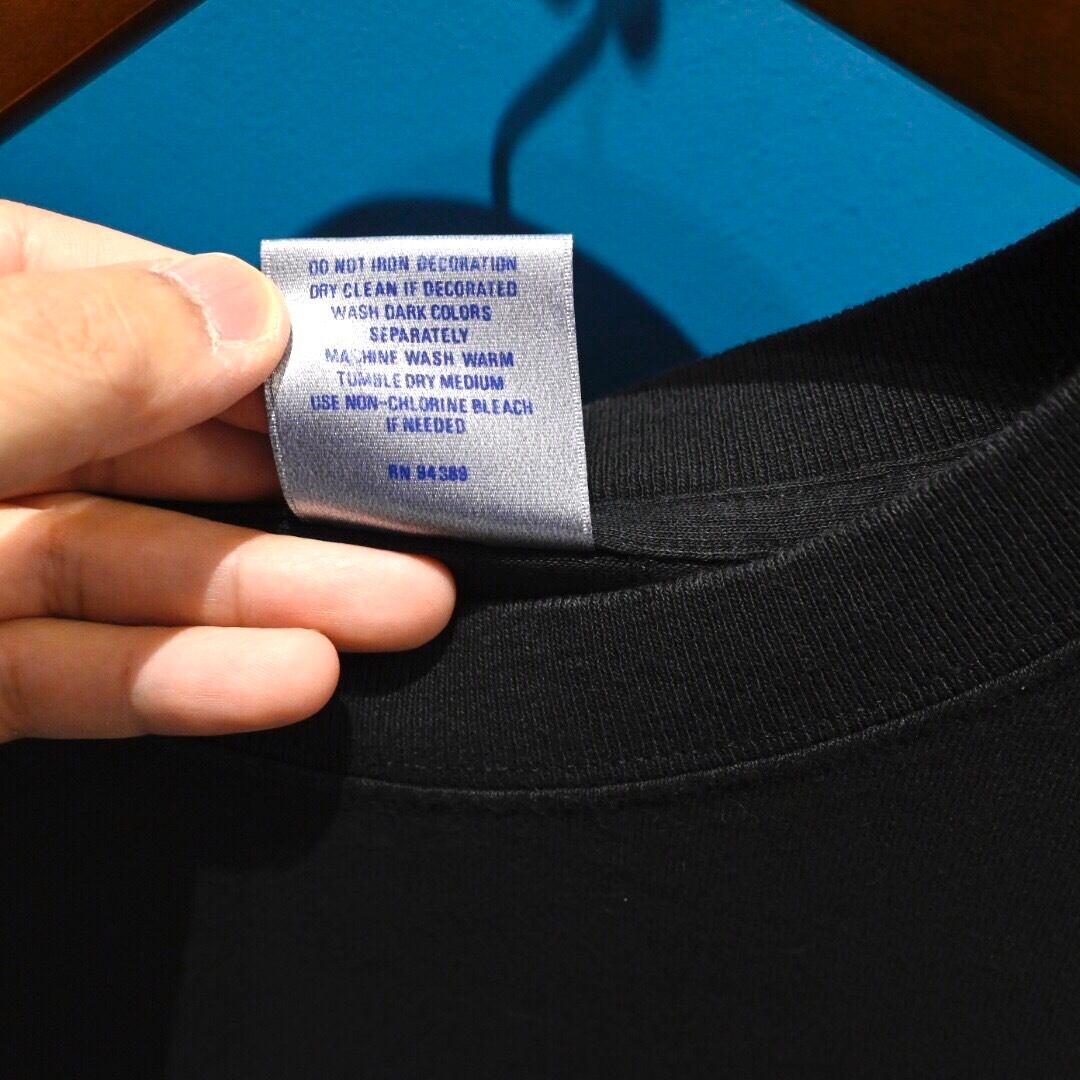 DO NOT IRON DECORATION
DRY CLEAN IF DECORATED
WASH DARK COLORS
SEPARATELY
MACHINE WASH WARM
TUMBLE DRY MEDIUM
USE NON-CHLORINE BLEACH
IF NEEDED
RN 94389